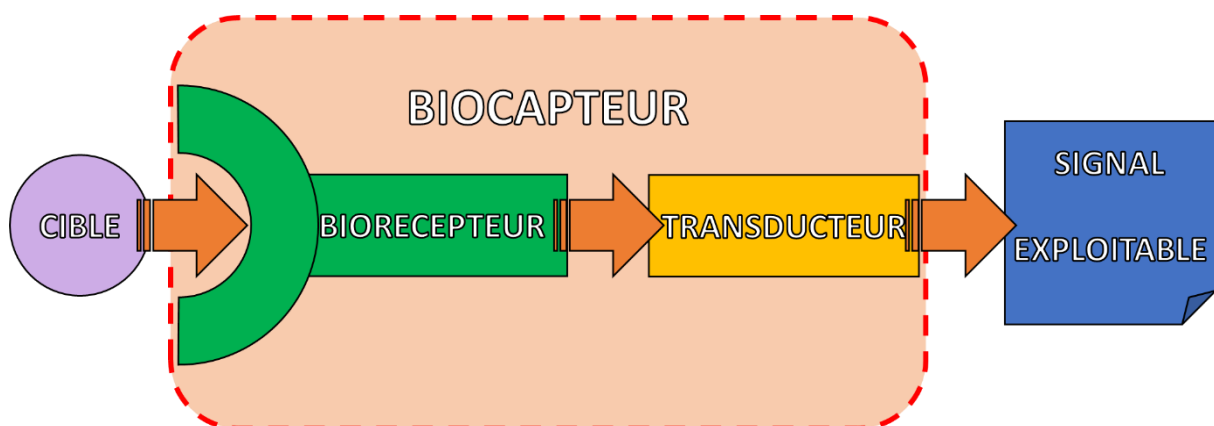 BIOCAPTEUR
CIBLE
BIORECEPTEUR
TRANSDUCTEUR
SIGNAL
EXPLOITABLE